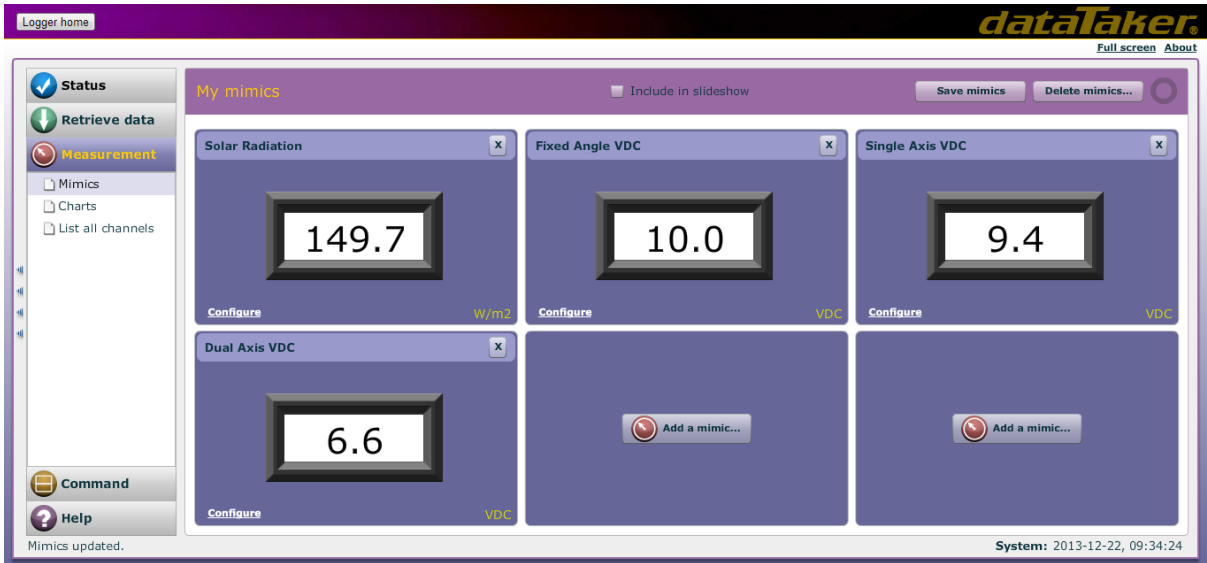 Logger home
dataTaker®
Full screen About
Status
Retrieve data
Measurement
Mimics
Charts
List all channels
Command
Help
My mimics
Include in slideshow
Save mimics
Delete mimics...
Solar Radiation
X
149.7
Configure
W/m2
Fixed Angle VDC
X
10.0
Configure
VDC
Single Axis VDC
X
9.4
Configure
VDC
Dual Axis VDC
X
6.6
Configure
VDC
Add a mimic...
Add a mimic...
Mimics updated.
System: 2013-12-22, 09:34:24